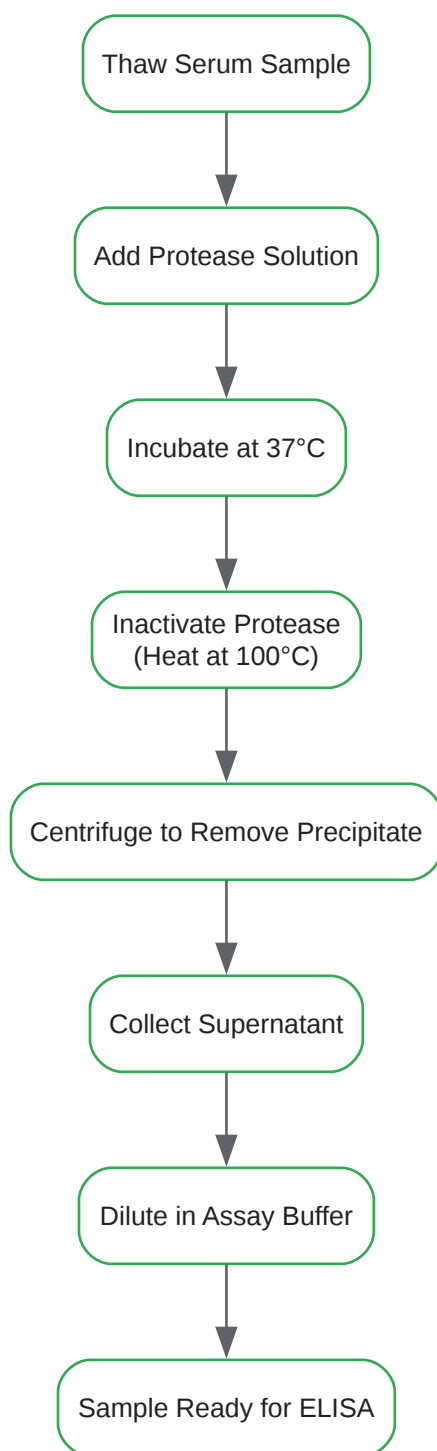 Thaw Serum Sample
Add Protease Solution
Incubate at 37°C
Inactivate Protease
(Heat at 100°C)
Centrifuge to Remove Precipitate
Collect Supernatant
Dilute in Assay Buffer
Sample Ready for ELISA